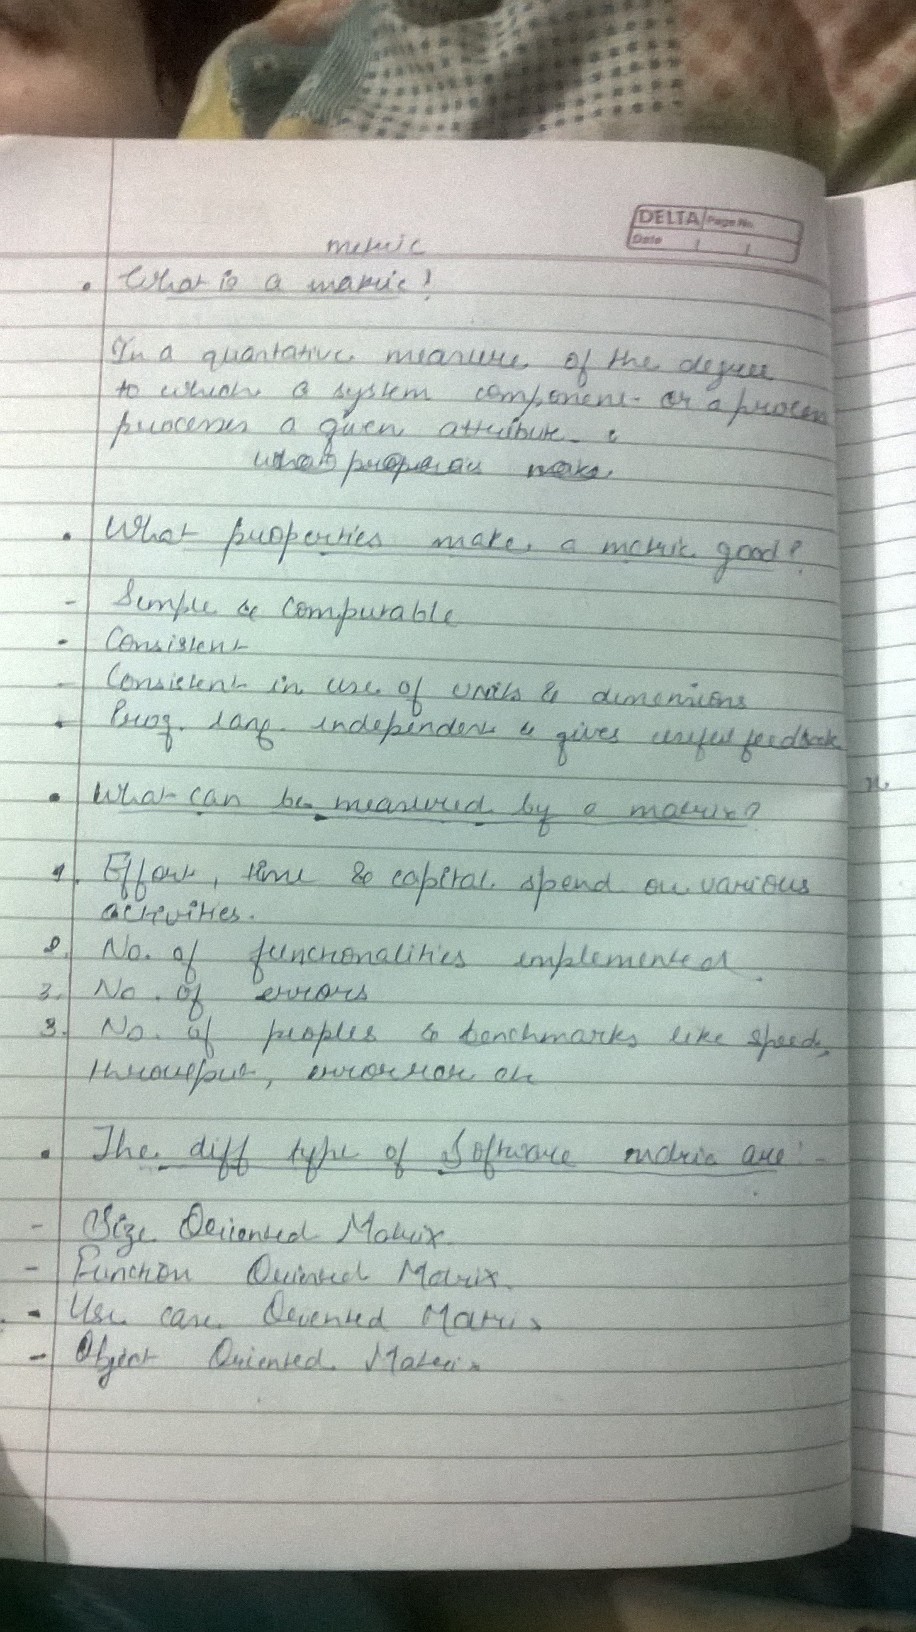 DELTA Page No.
Date / /
metric
• What is a matric?
In a quantative measure of the degree
to which a system component or a process
processes a given attribute.
what properties make
• What properties make a metric good?
- Simple & Computable
- Consistent
- Consistent in use of units & dimensions
- Prog. lang. independent & gives useful feedback
• What can be measured by a matrix?
1. Effort, time & capital spend on various
activities.
2. No. of functionalities implemented
3. No. of errors
3. No. of peoples & benchmarks like speed,
throughput, error
• The diff type of Software matric are:-
- Size Oriented Matrix
- Function Oriented Matrix
- Use case Oriented Matrix
- Object Oriented Matrix